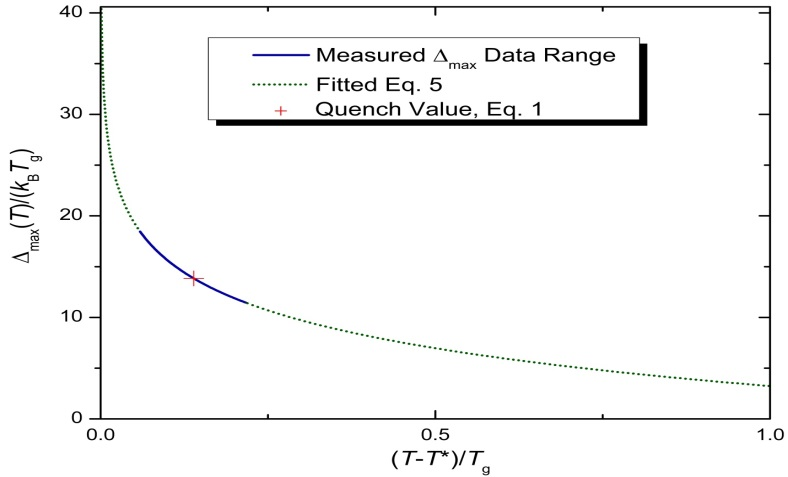 40
30
20
10
0
Δmax(T)/(kBTg)
Measured Δmax Data Range
Fitted Eq. 5
Quench Value, Eq. 1
0.0
0.5
1.0
(T-T*)/Tg